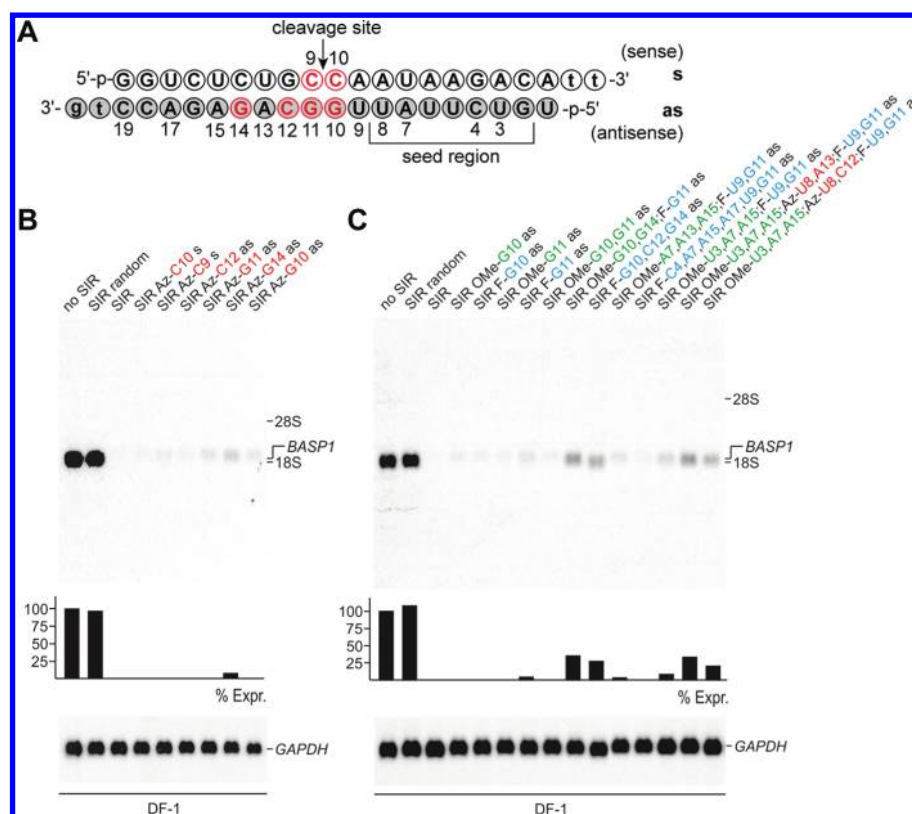 A
cleavage site
9 10
(sense)
5'-p-GGUCUCUGCCAAUAAGACAtt-3' s
3'-gtCCAGAGACGGUUAUUCUGU-p-5' as
19 17 15 14 13 12 11 10 9 8 7 4 3
(antisense)
seed region
B
no SIR
SIR random
SIR
SIR Az-C10 s
SIR Az-C9 s
SIR Az-C12 as
SIR Az-G11 as
SIR Az-G14 as
SIR Az-G10 as
-28S
BASP1
-18S
100
75
50
25
% Expr.
-GAPDH
DF-1
C
no SIR
SIR random
SIR
SIR OMe-G10 as
SIR F-G10 as
SIR OMe-G11 as
SIR F-G11 as
SIR OMe-G10,G11 as
SIR OMe-G10,G14;F-G11 as
SIR F-G10,C12,G14 as
SIR OMe-A7,A13,A15;F-U9,G11 as
SIR F-C4,A7,A15,A17,U9,G11 as
SIR OMe-U3,A7,A15;F-U9,G11 as
SIR OMe-U3,A7,A15;Az-U8,A13;F-U9,G11 as
SIR OMe-U3,A7,A15;Az-U8,C12;F-U9,G11 as
-28S
BASP1
-18S
100
75
50
25
% Expr.
-GAPDH
DF-1